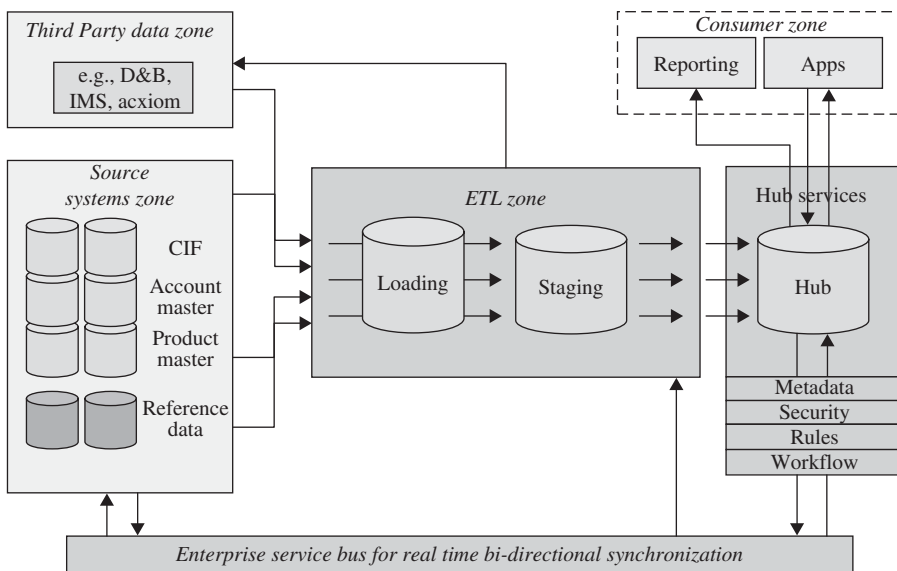 Third Party data zone
e.g., D&B,
IMS, acxiom
Consumer zone
Reporting
Apps
Source
systems zone
CIF
Account
master
Product
master
Reference
data
ETL zone
Loading
Staging
Hub services
Hub
Metadata
Security
Rules
Workflow
Enterprise service bus for real time bi-directional synchronization